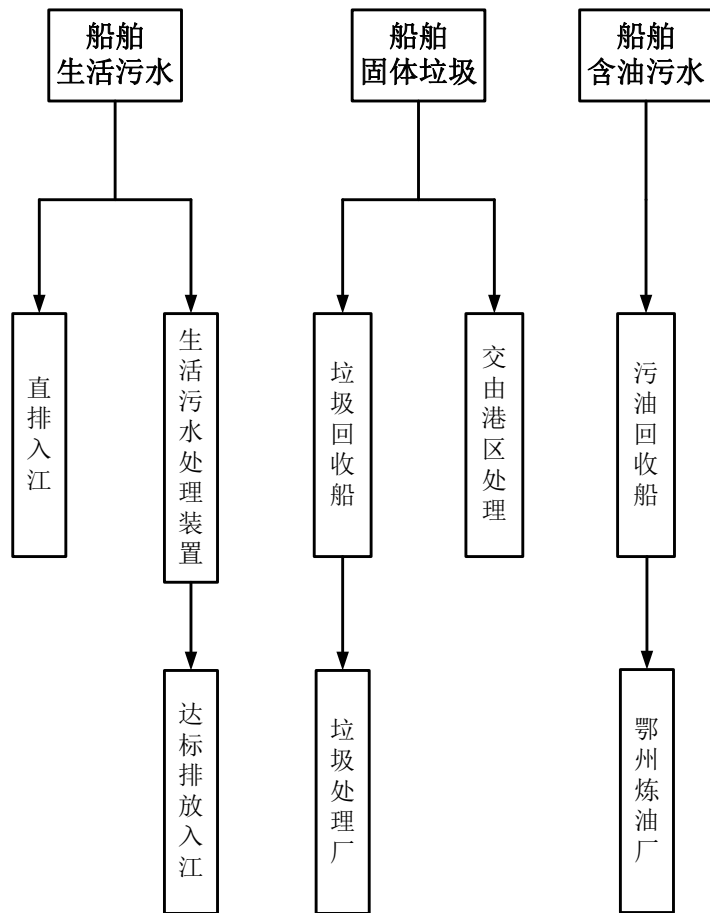 船舶
生活污水
船舶
固体垃圾
船舶
含油污水
直排入江
生活污水处理装置
垃圾回收船
交由港区处理
污油回收船
达标排放入江
垃圾处理厂
鄂州炼油厂